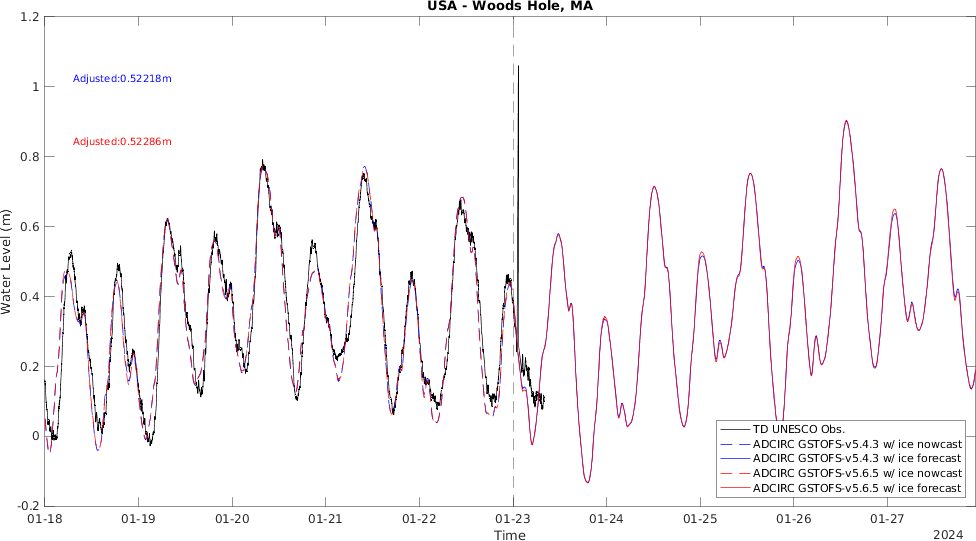 USA - Woods Hole, MA
1.2
1
0.8
0.6
0.4
0.2
0
-0.2
Water Level (m)
Adjusted:0.52218m
Adjusted:0.52286m
TD UNESCO Obs.
ADCIRC GSTOFS-v5.4.3 w/ ice nowcast
ADCIRC GSTOFS-v5.4.3 w/ ice forecast
ADCIRC GSTOFS-v5.6.5 w/ ice nowcast
ADCIRC GSTOFS-v5.6.5 w/ ice forecast
01-18 01-19 01-20 01-21 01-22 01-23 01-24 01-25 01-26 01-27
Time
2024